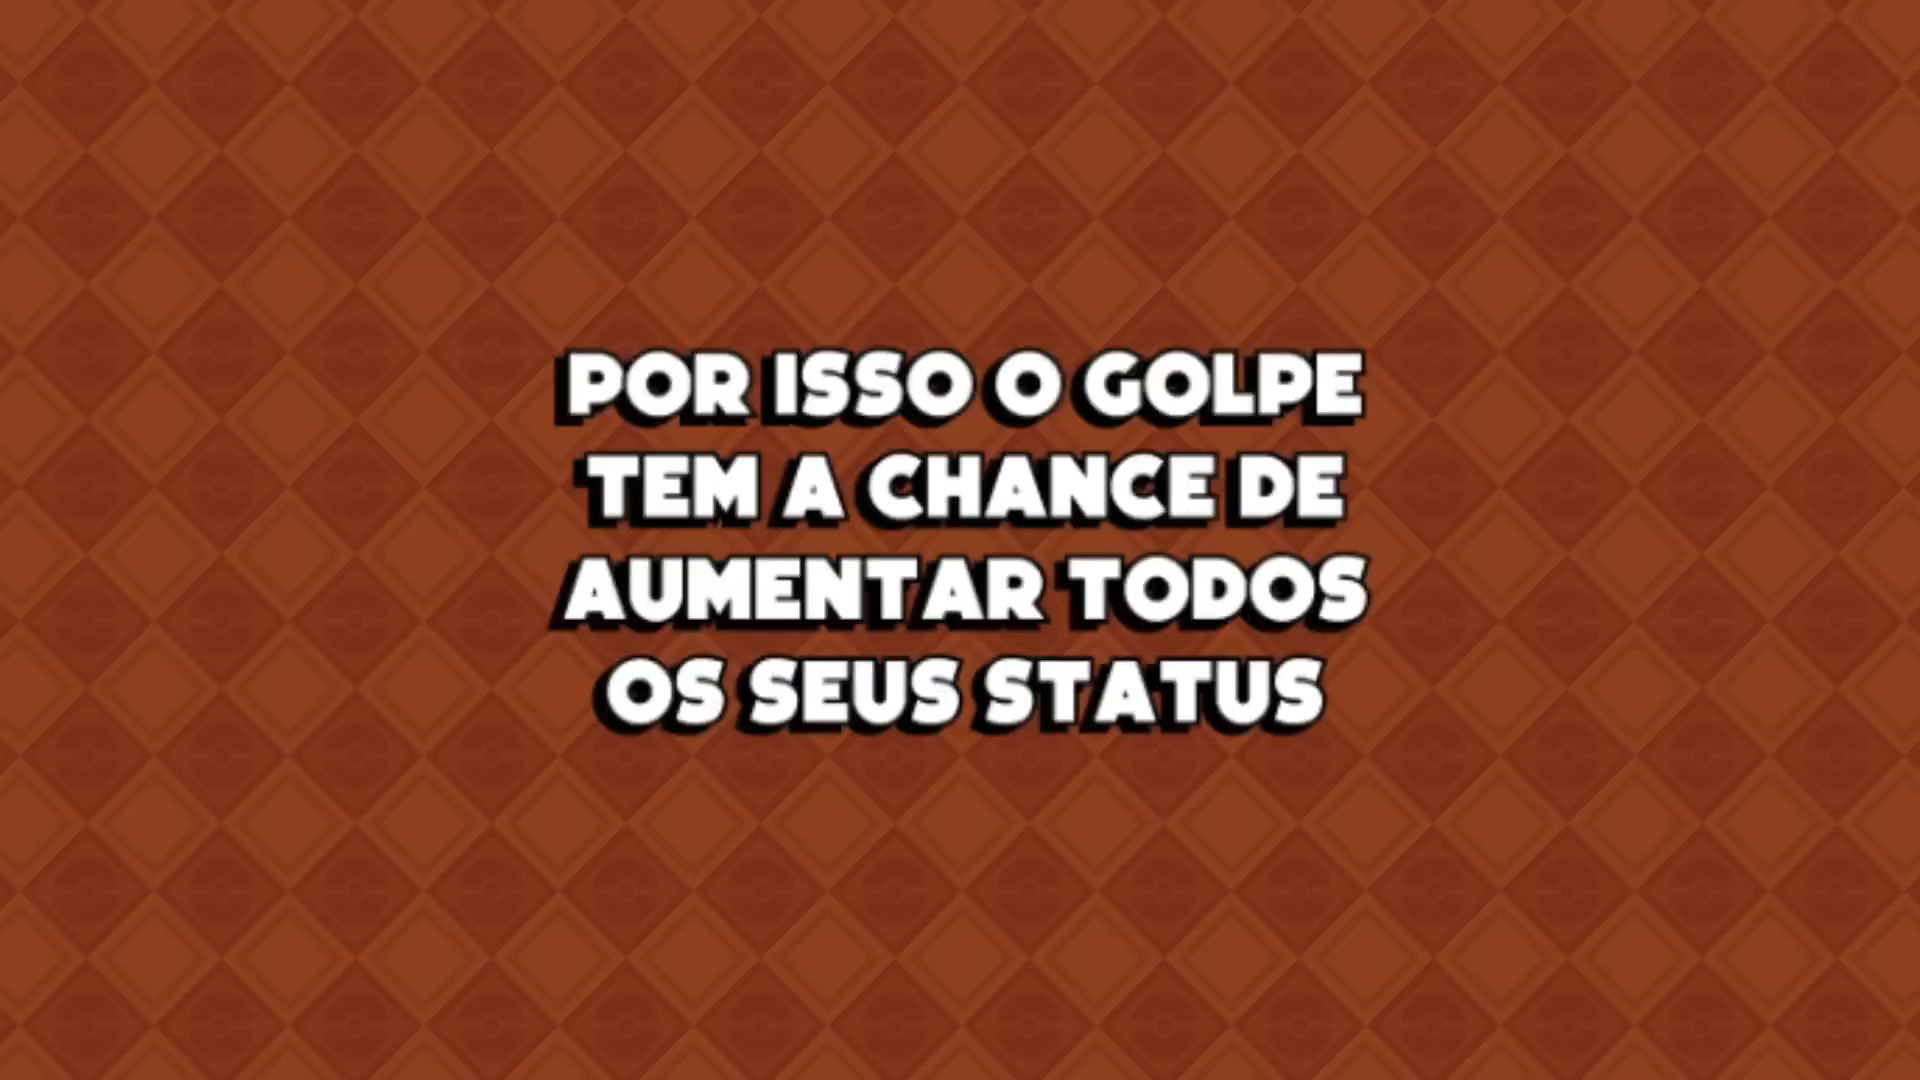 POR ISSO O GOLPE
TEM A CHANCE DE
AUMENTAR TODOS
OS SEUS STATUS